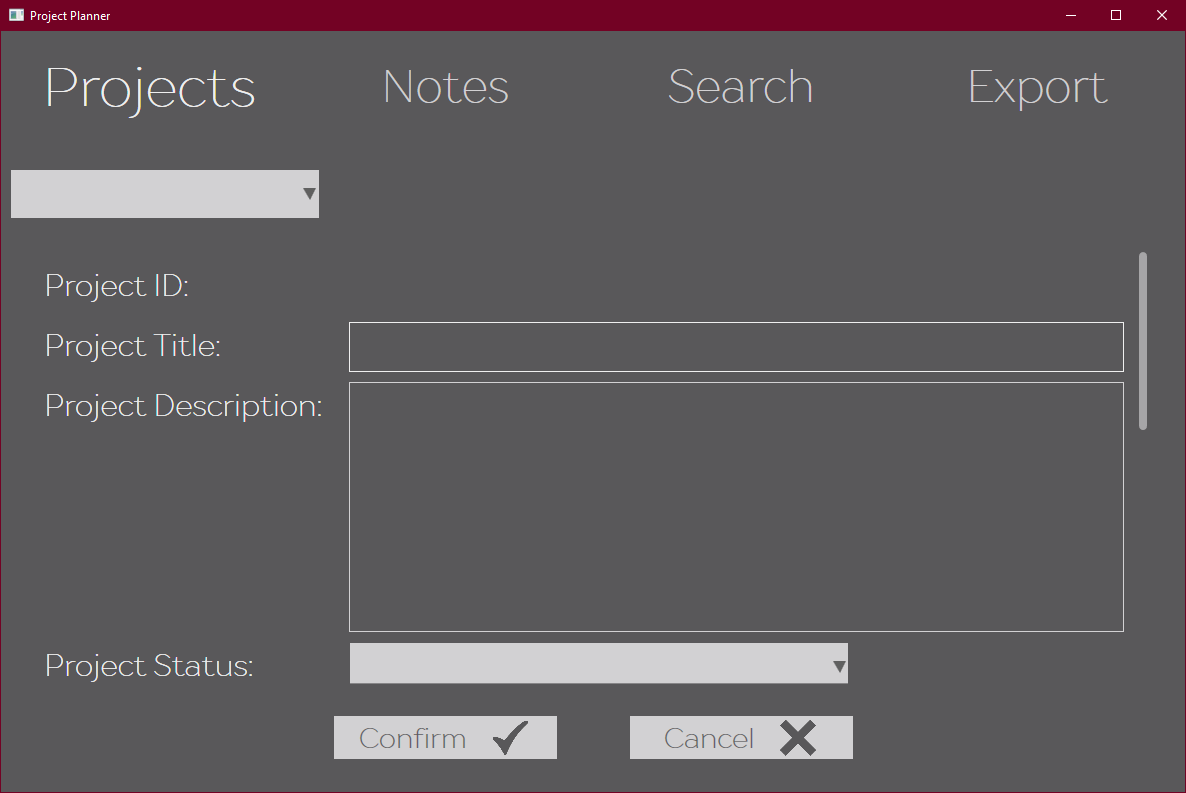 Project Planner
Projects Notes Search Export
Project ID:
Project Title:
Project Description:
Project Status:
Confirm Cancel